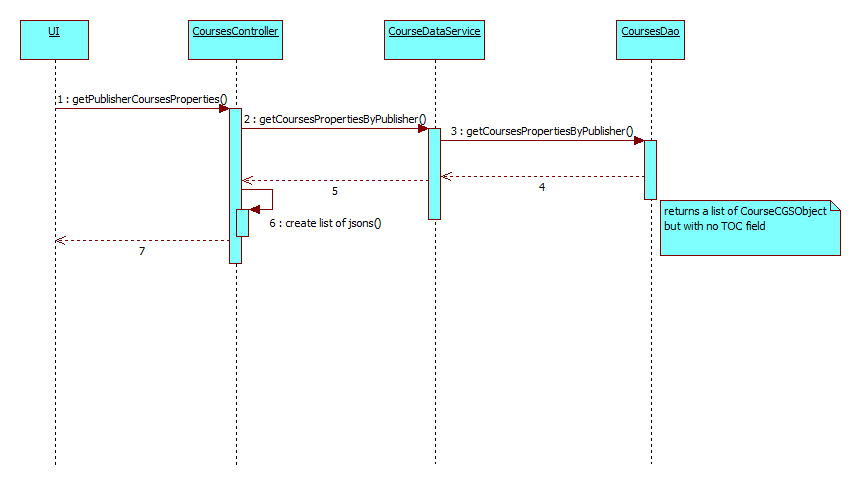 UI
CoursesController
CourseDataService
CoursesDao
1 : getPublisherCoursesProperties()
2 : getCoursesPropertiesByPublisher()
3 : getCoursesPropertiesByPublisher()
4
5
returns a list of CourseCGSObject
but with no TOC field
6 : create list of jsons()
7